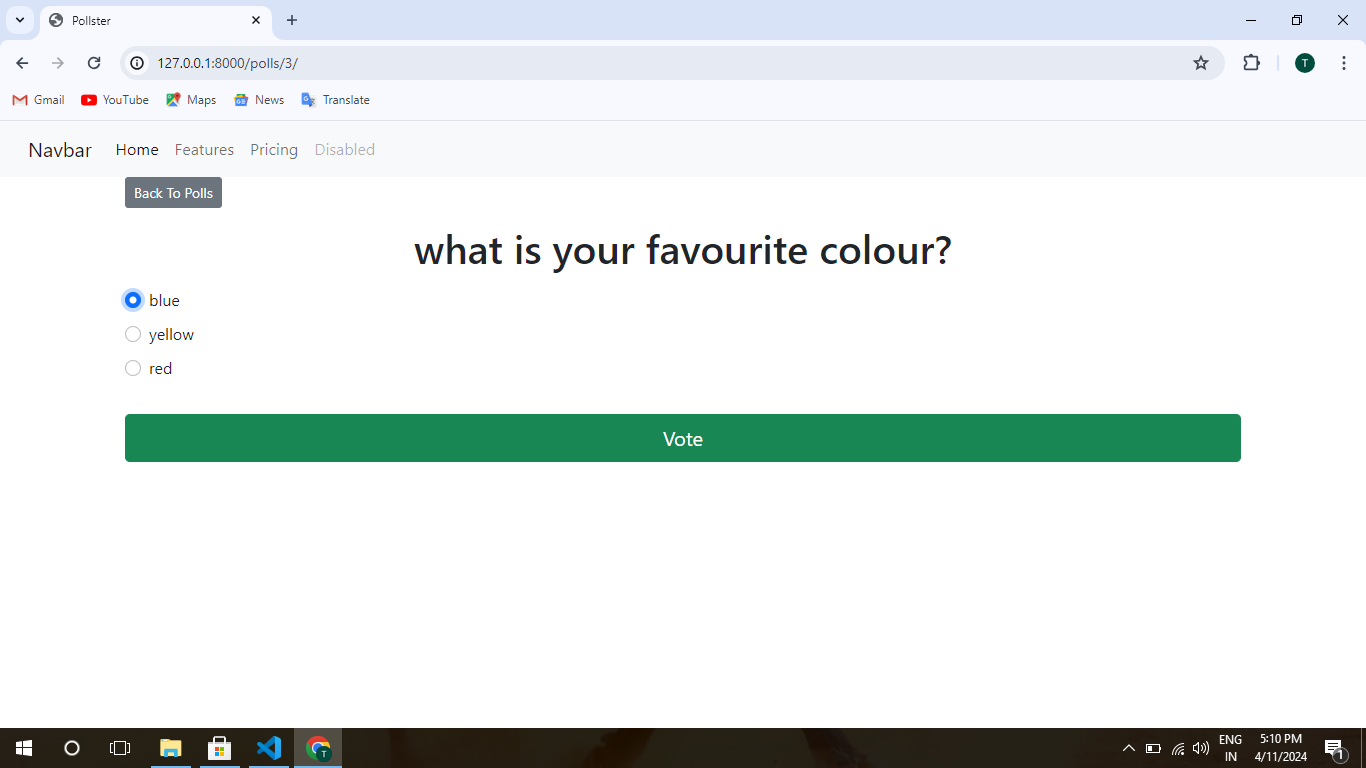 Pollster
127.0.0.1:8000/polls/3/
T
Gmail YouTube Maps News Translate
Navbar Home Features Pricing Disabled
Back To Polls
what is your favourite colour?
blue
yellow
red
Vote
T
ENG 5:10 PM
IN 4/11/2024
1